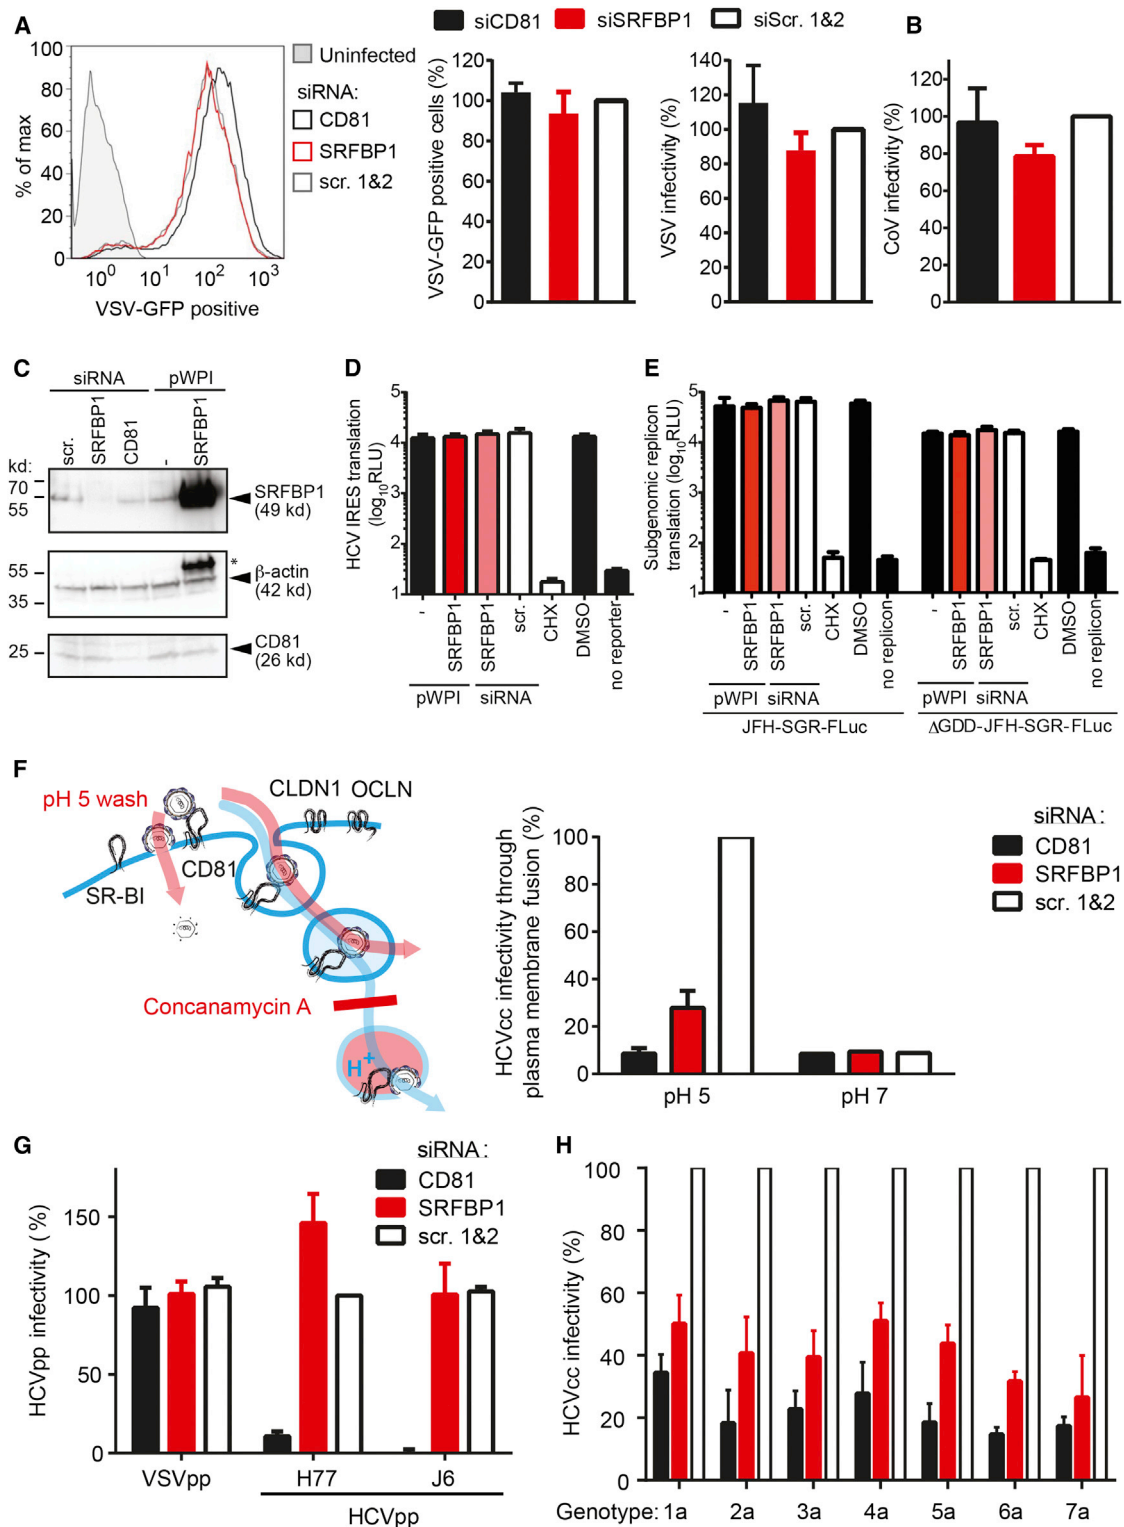 siCD81 siSRFBP1 siScr. 1&2
A
% of max
100
80
60
40
20
0
10^0 10^1 10^2 10^3
VSV-GFP positive
Uninfected
siRNA:
CD81
SRFBP1
scr. 1&2
VSV-GFP positive cells (%)
120
100
80
60
40
20
0
VSV infectivity (%)
140
120
100
80
60
40
20
0
B
CoV infectivity (%)
120
100
80
60
40
20
0
C
siRNA pWPI
scr. SRFBP1 CD81 - SRFBP1
kd:
70
55
SRFBP1
(49 kd)
*
55
35
β-actin
(42 kd)
25
CD81
(26 kd)
D
HCV IRES translation
(log10RLU)
5
4
3
2
1
- SRFBP1 SRFBP1 scr. CHX DMSO no reporter
pWPI siRNA
E
Subgenomic replicon
translation (log10RLU)
5
4
3
2
1
- SRFBP1 SRFBP1 scr. CHX DMSO no replicon - SRFBP1 SRFBP1 scr. CHX DMSO no replicon
pWPI siRNA pWPI siRNA
JFH-SGR-FLuc ΔGDD-JFH-SGR-FLuc
F
pH 5 wash
CLDN1 OCLN
CD81
SR-BI
Concanamycin A
H+
HCVcc infectivity through
plasma membrane fusion (%)
100
80
60
40
20
0
pH 5 pH 7
siRNA :
CD81
SRFBP1
scr. 1&2
G
HCVpp infectivity (%)
150
100
50
0
VSVpp H77 J6
HCVpp
siRNA :
CD81
SRFBP1
scr. 1&2
H
HCVcc infectivity (%)
100
80
60
40
20
0
Genotype: 1a 2a 3a 4a 5a 6a 7a